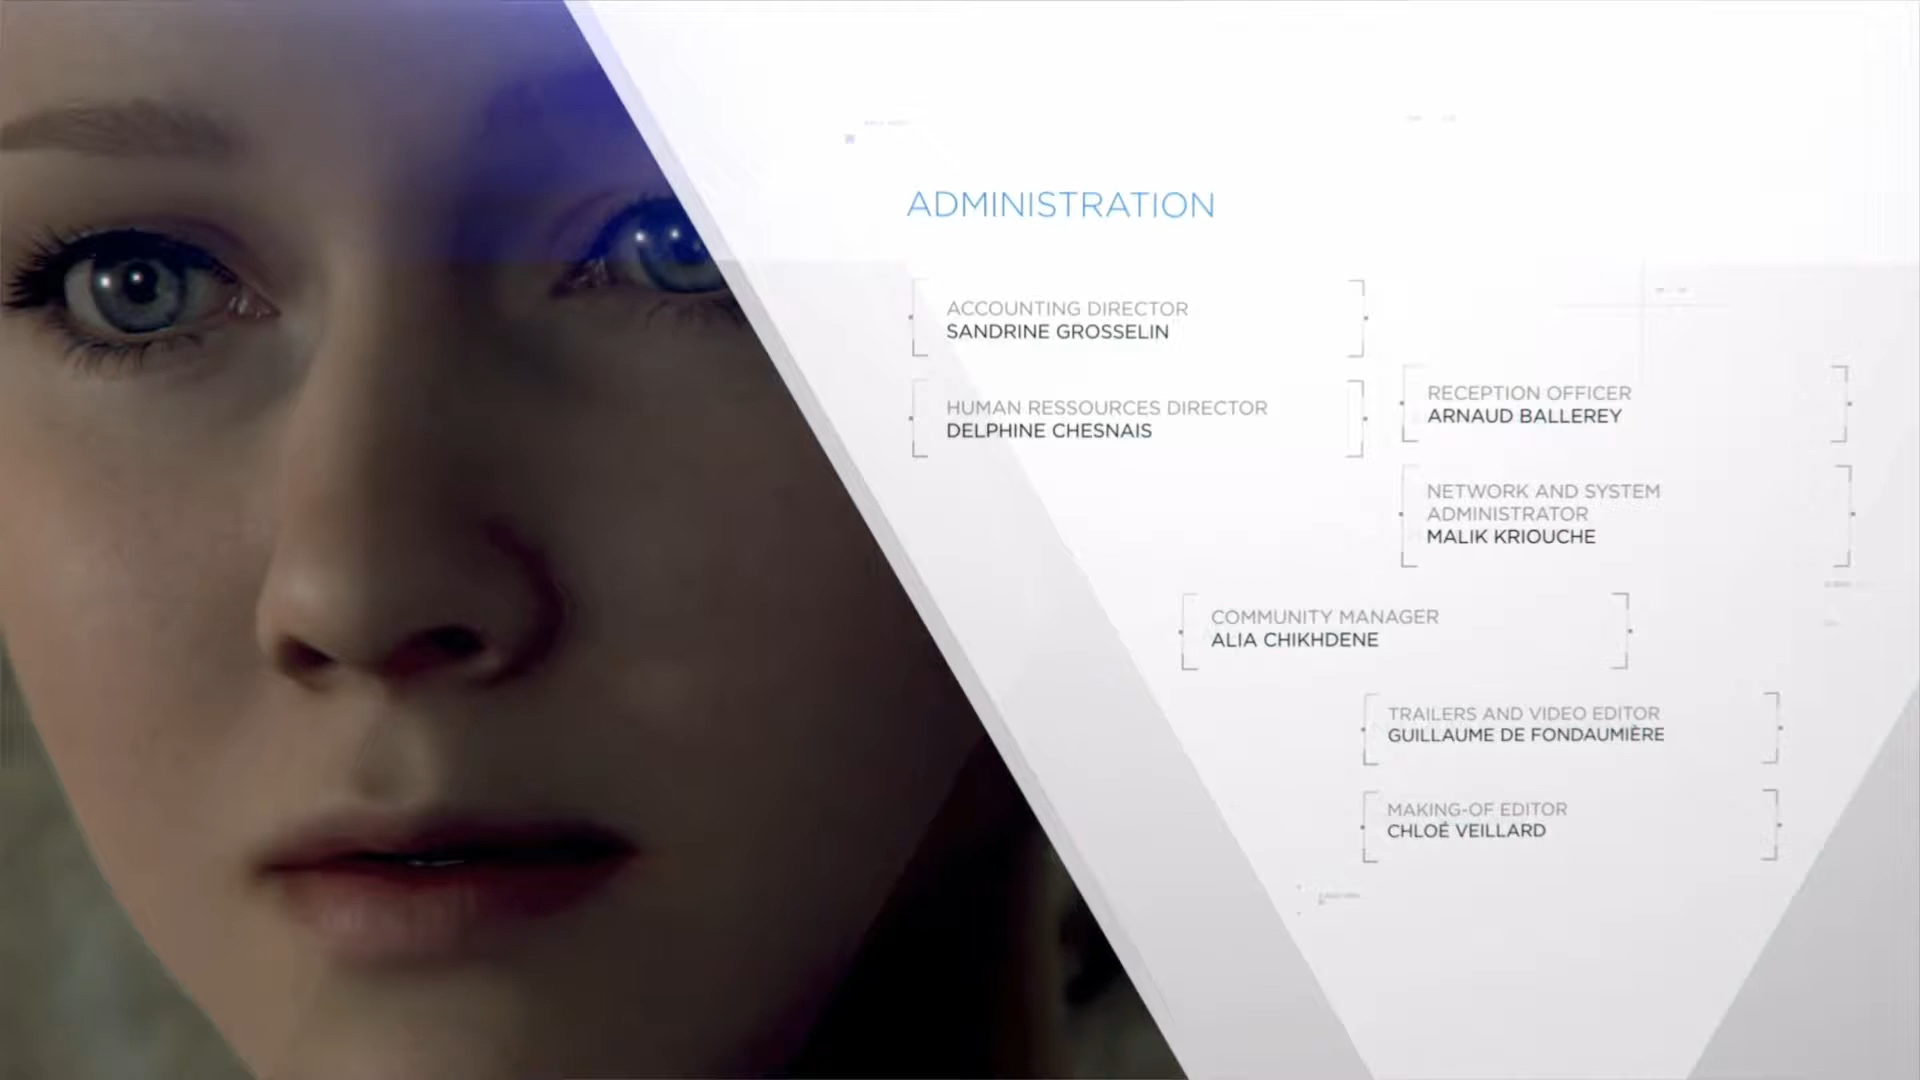 ADMINISTRATION
ACCOUNTING DIRECTOR
SANDRINE GROSSELIN
HUMAN RESSOURCES DIRECTOR
DELPHINE CHESNAIS
RECEPTION OFFICER
ARNAUD BALLEREY
NETWORK AND SYSTEM
ADMINISTRATOR
MALIK KRIOUCHE
COMMUNITY MANAGER
ALIA CHIKHDENE
TRAILERS AND VIDEO EDITOR
GUILLAUME DE FONDAUMIÈRE
MAKING-OF EDITOR
CHLOÉ VEILLARD